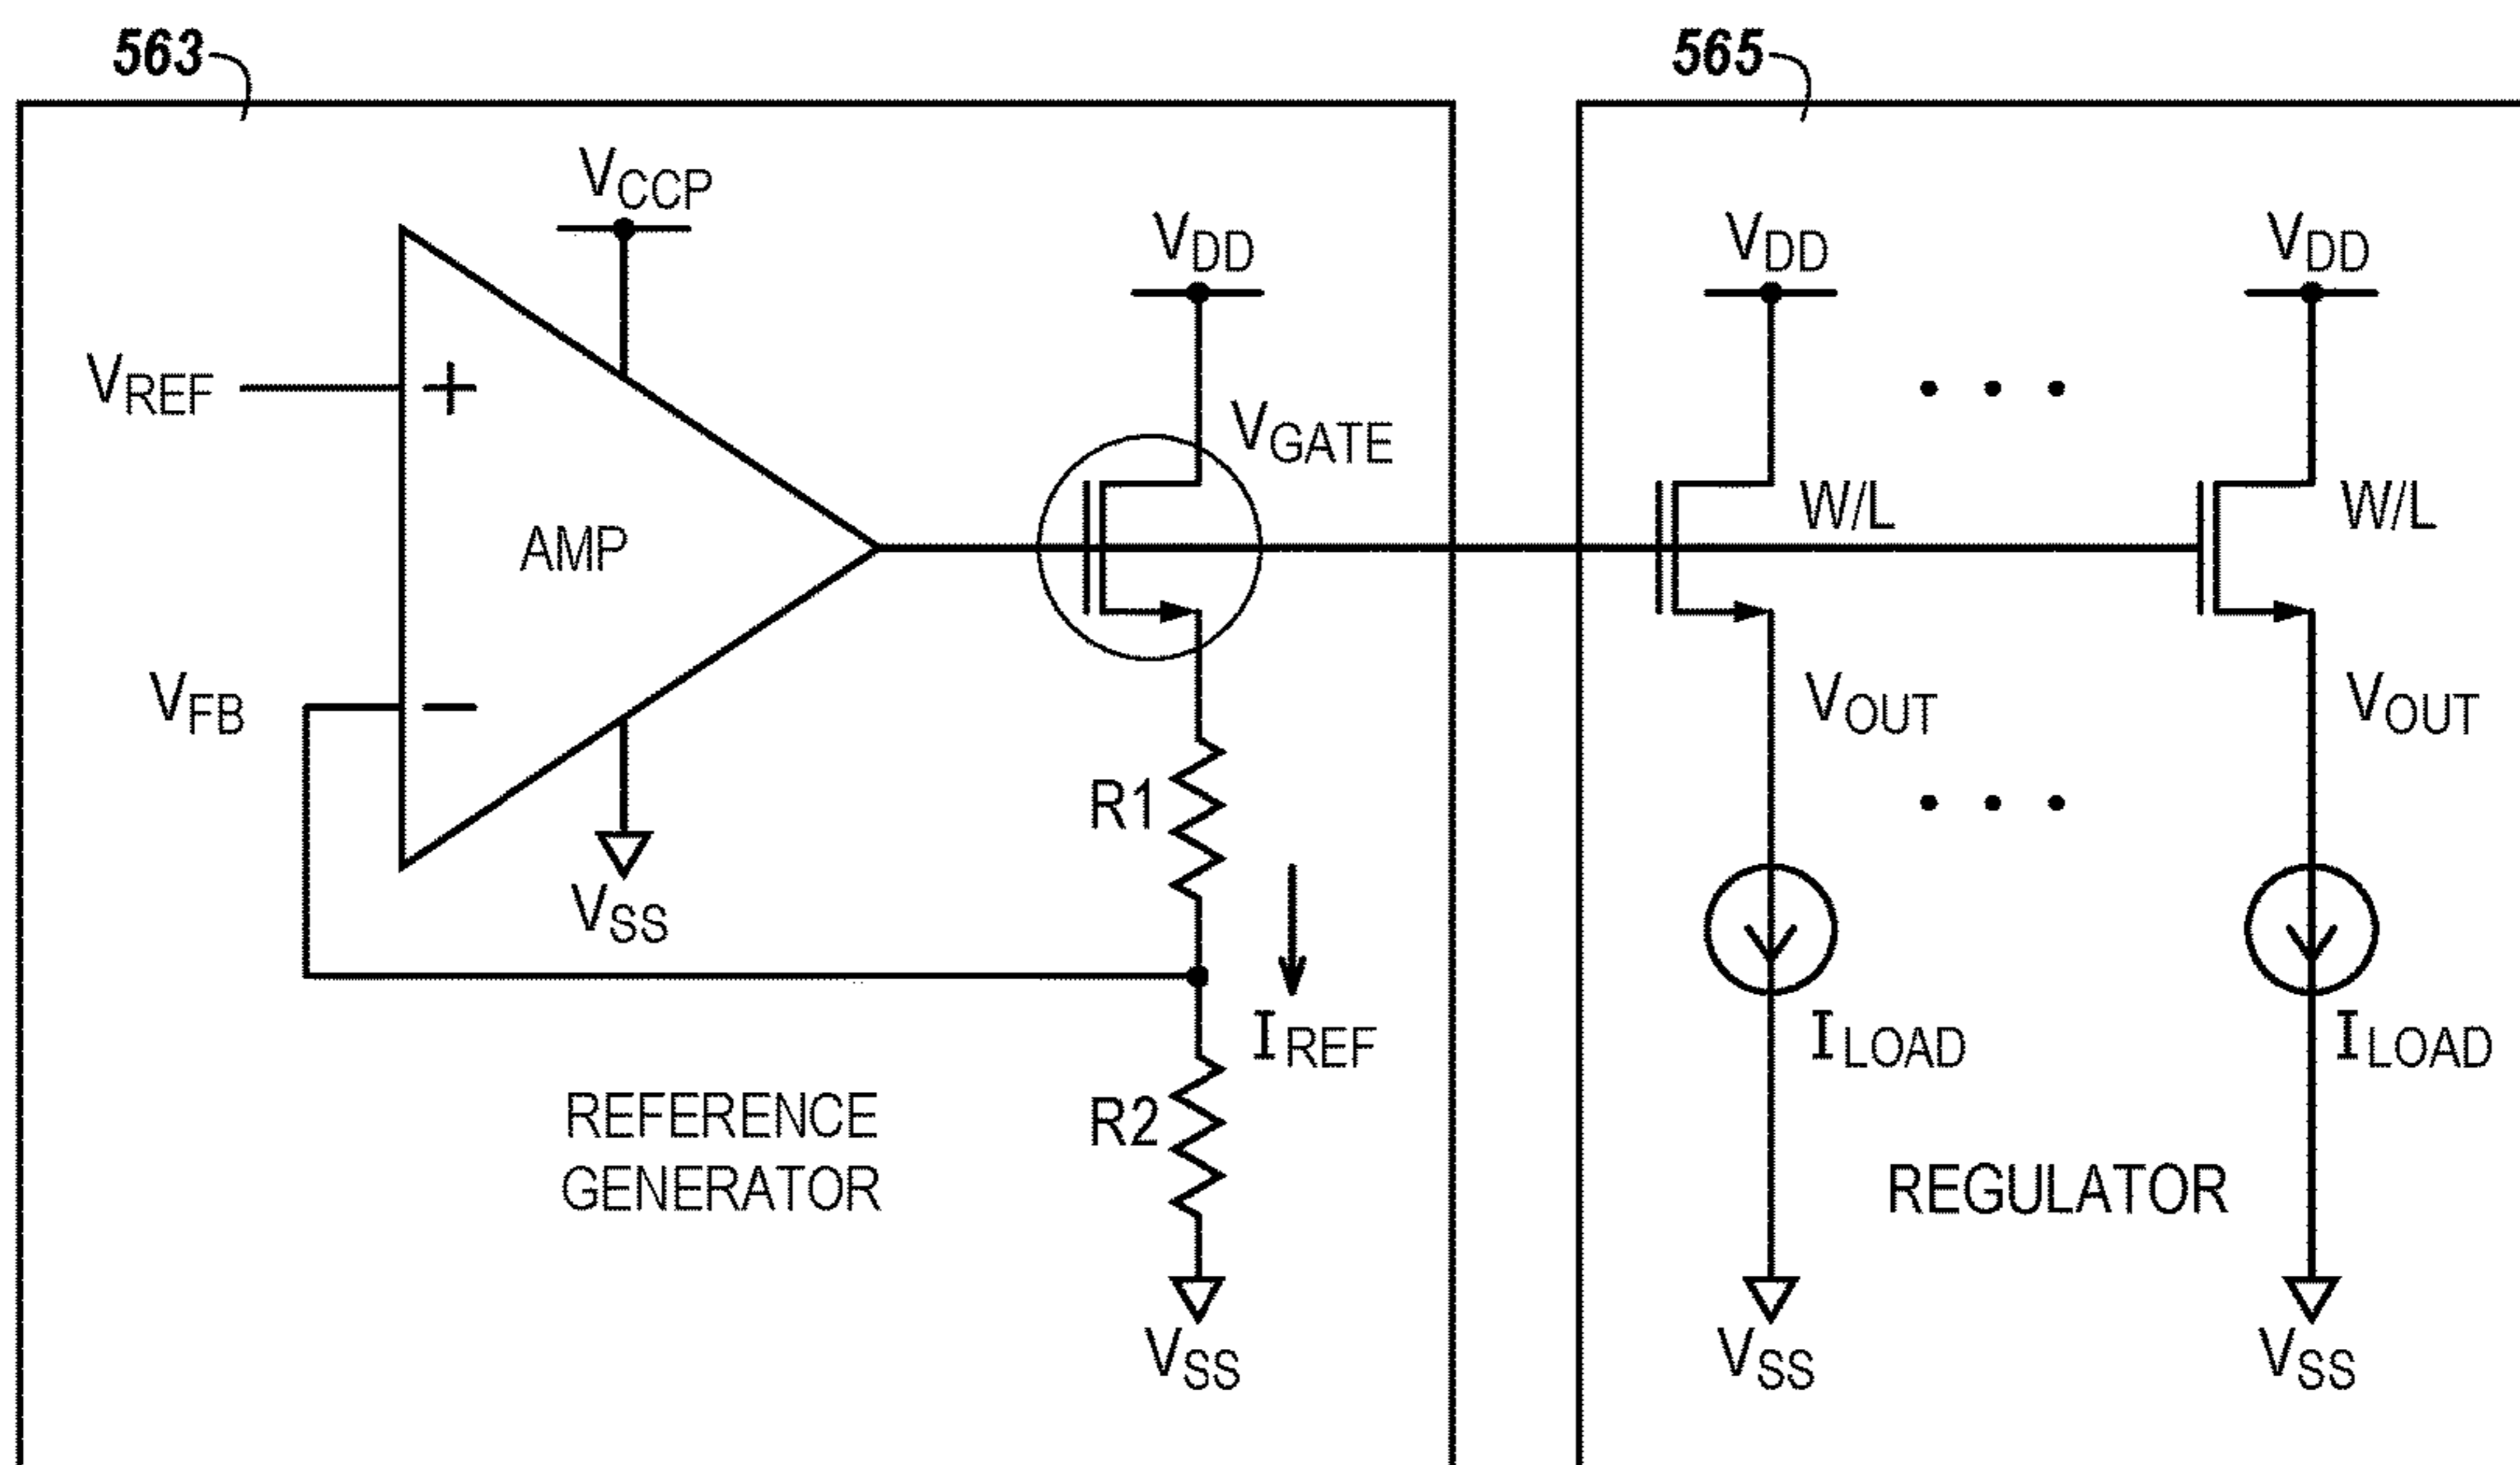 563
565
VCCP
VDD
VDD
VDD
VREF
+
VGATE
W/L
W/L
AMP
VFB
−
VOUT
VOUT
R1
VSS
IREF
ILOAD
ILOAD
REFERENCE
GENERATOR
R2
REGULATOR
VSS
VSS
VSS